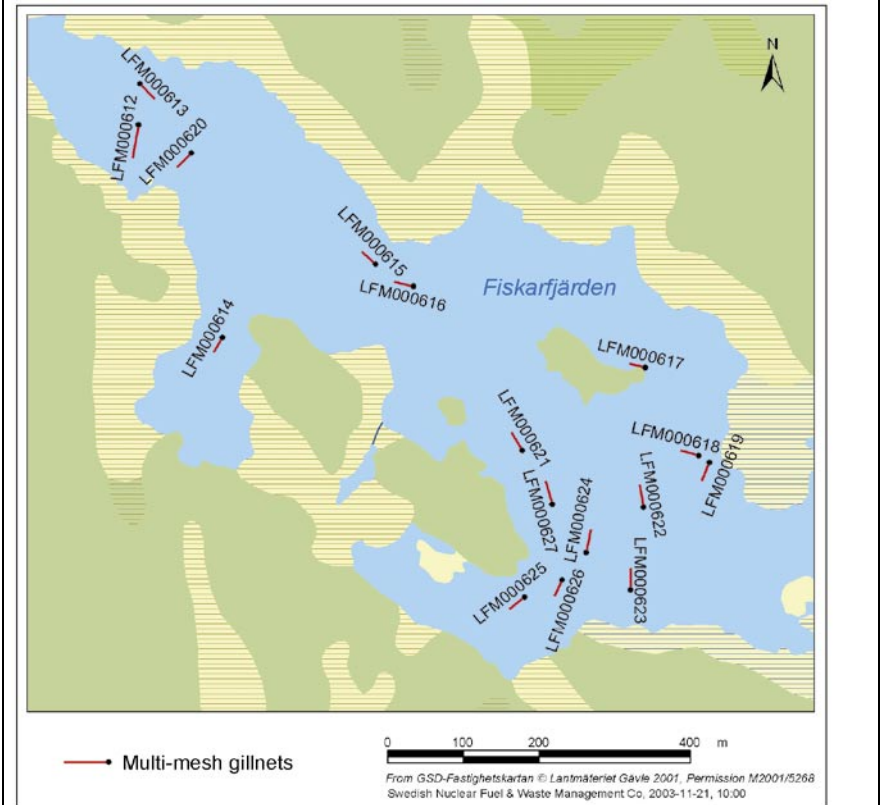 N
LFM000613
LFM000612
LFM000620
LFM000615
LFM000616
Fiskarfjärden
LFM000614
LFM000617
LFM000621
LFM000618
LFM000619
LFM000622
LFM000627
LFM000624
LFM000625
LFM000626
LFM000623
Multi-mesh gillnets
0 100 200 400 m
From GSD-Fastighetskartan © Lantmäteriet Gävle 2001, Permission M2001/5268
Swedish Nuclear Fuel & Waste Management Co, 2003-11-21, 10:00